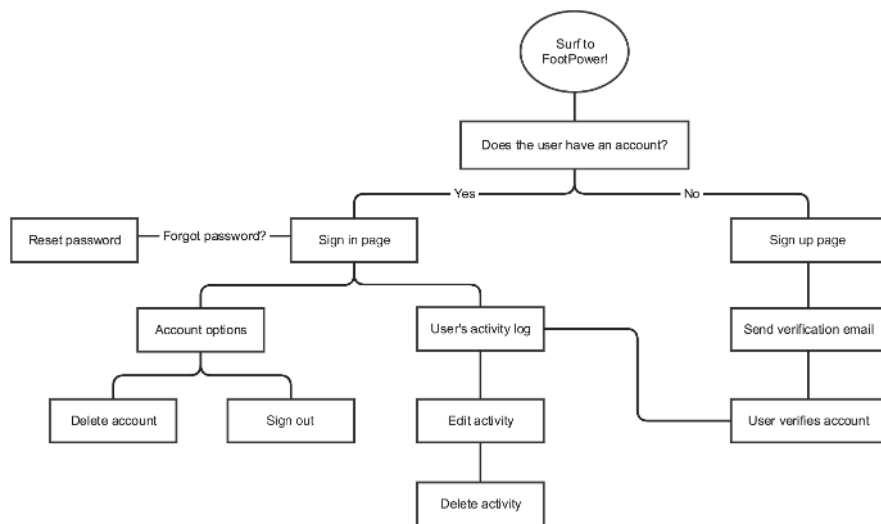 Surf to
FootPower!
Does the user have an account?
Yes
No
Reset password
Forgot password?
Sign in page
Sign up page
Account options
User's activity log
Send verification email
Delete account
Sign out
Edit activity
User verifies account
Delete activity